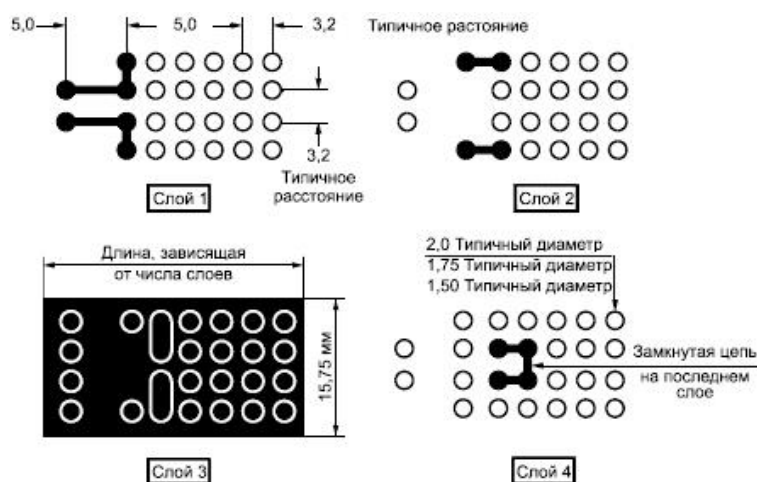 5,0
5,0
3,2
Типичное растояние
3,2
Типичное
расстояние
Слой 1
Слой 2
Длина, зависящая
от числа слоев
15,75 мм
2,0 Типичный диаметр
1,75 Типичный диаметр
1,50 Типичный диаметр
Замкнутая цепь
на последнем
слое
Слой 3
Слой 4